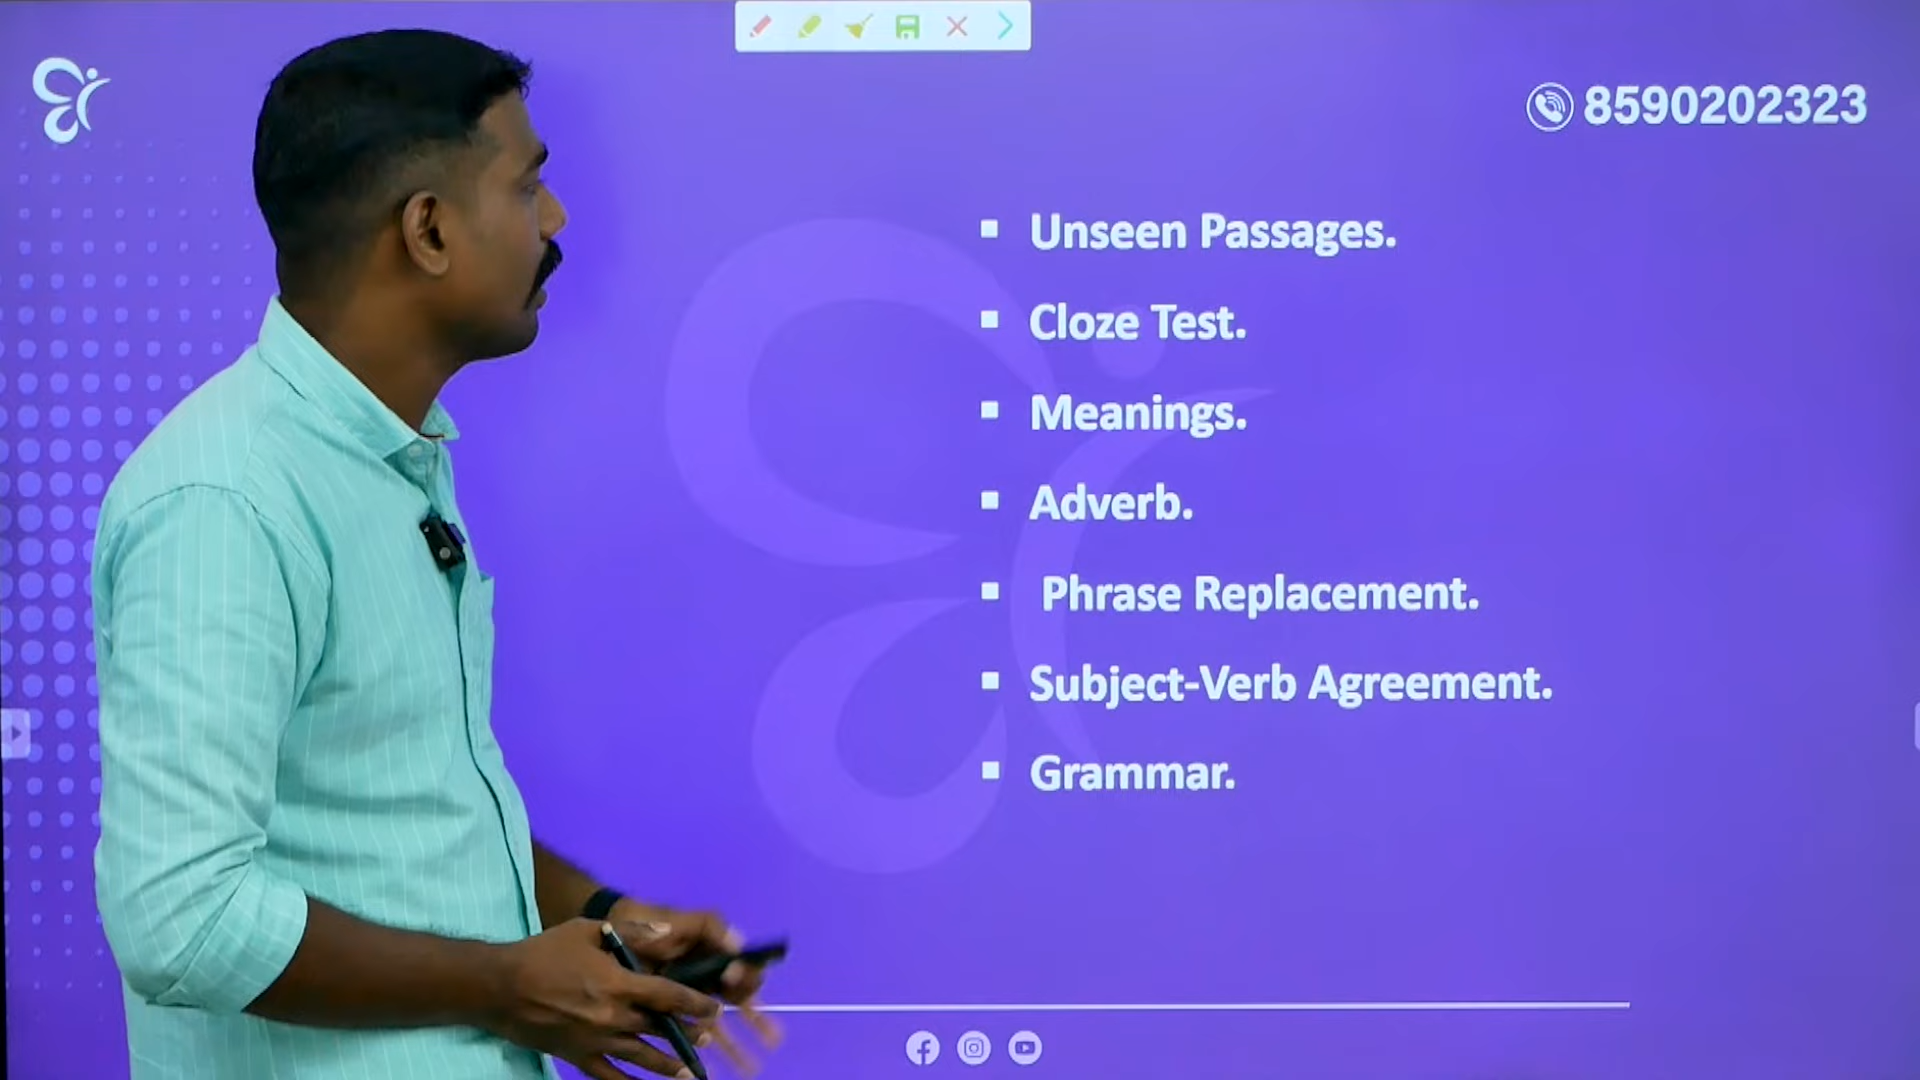 8590202323
▪ Unseen Passages.
▪ Cloze Test.
▪ Meanings.
▪ Adverb.
▪ Phrase Replacement.
▪ Subject-Verb Agreement.
▪ Grammar.